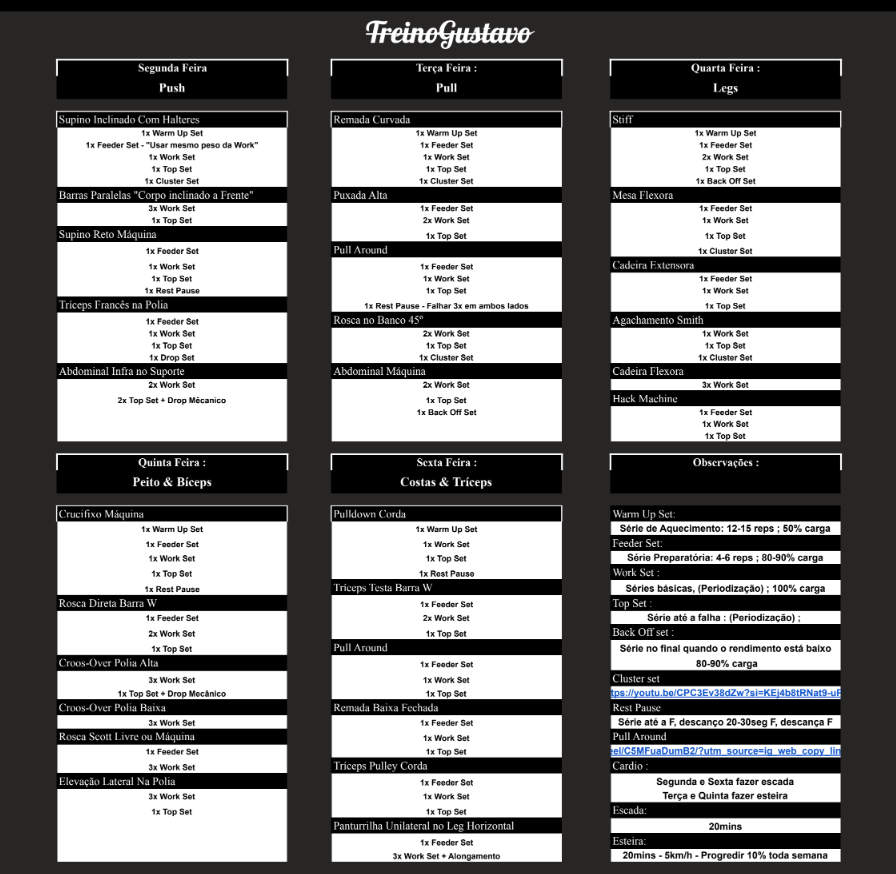 TreinoGustavo
Segunda Feira
Push
Supino Inclinado Com Halteres
1x Warm Up Set
1x Feeder Set - "Usar mesmo peso da Work"
1x Work Set
1x Top Set
1x Cluster Set
Barras Paralelas "Corpo inclinado a Frente"
3x Work Set
1x Top Set
Supino Reto Máquina
1x Feeder Set
1x Work Set
1x Top Set
1x Rest Pause
Tríceps Francês na Polia
1x Feeder Set
1x Work Set
1x Top Set
1x Drop Set
Abdominal Infra no Suporte
2x Work Set
2x Top Set + Drop Mêcanico
Terça Feira :
Pull
Remada Curvada
1x Warm Up Set
1x Feeder Set
1x Work Set
1x Top Set
1x Cluster Set
Puxada Alta
1x Feeder Set
2x Work Set
1x Top Set
Pull Around
1x Feeder Set
1x Work Set
1x Top Set
1x Rest Pause - Falhar 3x em ambos lados
Rosca no Banco 45º
2x Work Set
1x Top Set
1x Cluster Set
Abdominal Máquina
2x Work Set
1x Top Set
1x Back Off Set
Quarta Feira :
Legs
Stiff
1x Warm Up Set
1x Feeder Set
2x Work Set
1x Top Set
1x Back Off Set
Mesa Flexora
1x Feeder Set
1x Work Set
1x Top Set
1x Cluster Set
Cadeira Extensora
1x Feeder Set
1x Work Set
1x Top Set
Agachamento Smith
1x Work Set
1x Top Set
1x Cluster Set
Cadeira Flexora
3x Work Set
Hack Machine
1x Feeder Set
1x Work Set
1x Top Set
Quinta Feira :
Peito & Bíceps
Crucifixo Máquina
1x Warm Up Set
1x Feeder Set
1x Work Set
1x Top Set
1x Rest Pause
Rosca Direta Barra W
1x Feeder Set
2x Work Set
1x Top Set
Croos-Over Polia Alta
3x Work Set
1x Top Set + Drop Mecânico
Croos-Over Polia Baixa
3x Work Set
Rosca Scott Livre ou Máquina
1x Feeder Set
3x Work Set
Elevação Lateral Na Polia
3x Work Set
1x Top Set
Sexta Feira :
Costas & Tríceps
Pulldown Corda
1x Warm Up Set
1x Work Set
1x Top Set
1x Rest Pause
Tríceps Testa Barra W
1x Feeder Set
2x Work Set
1x Top Set
Pull Around
1x Feeder Set
1x Work Set
1x Top Set
Remada Baixa Fechada
1x Feeder Set
1x Work Set
1x Top Set
Tríceps Pulley Corda
1x Feeder Set
1x Work Set
1x Top Set
Panturrilha Unilateral no Leg Horizontal
1x Feeder Set
3x Work Set + Alongamento
Observações :
Warm Up Set:
Série de Aquecimento: 12-15 reps ; 50% carga
Feeder Set:
Série Preparatória: 4-6 reps ; 80-90% carga
Work Set :
Séries básicas, (Periodização) ; 100% carga
Top Set :
Série até a falha : (Periodização) ;
Back Off set :
Série no final quando o rendimento está baixo
80-90% carga
Cluster set
tps://youtu.be/CPC3Ev38dZw?si=KEj4b8tRNat9-uF
Rest Pause
Série até a F, descanço 20-30seg F, descança F
Pull Around
eel/C5MFuaDumB2/?utm_source=ig_web_copy_lin
Cardio :
Segunda e Sexta fazer escada
Terça e Quinta fazer esteira
Escada:
20mins
Esteira:
20mins - 5km/h - Progredir 10% toda semana